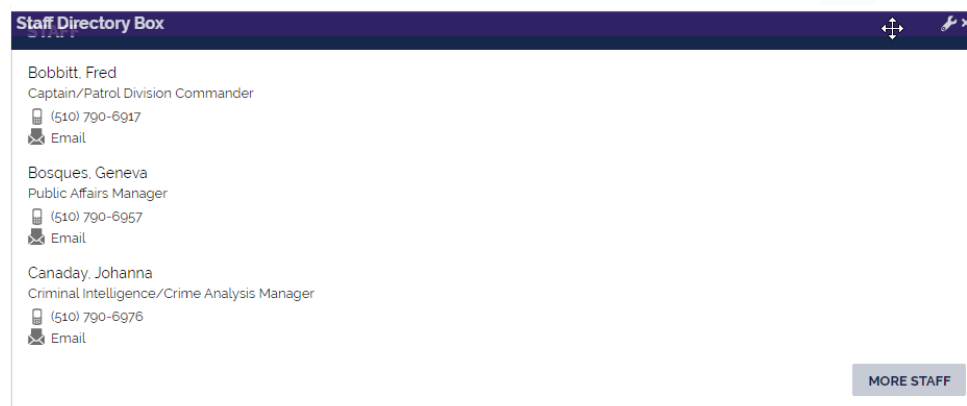 Staff Directory Box
STAFF
Bobbitt, Fred
Captain/Patrol Division Commander
(510) 790-6917
Email
Bosques, Geneva
Public Affairs Manager
(510) 790-6957
Email
Canaday, Johanna
Criminal Intelligence/Crime Analysis Manager
(510) 790-6976
Email
MORE STAFF